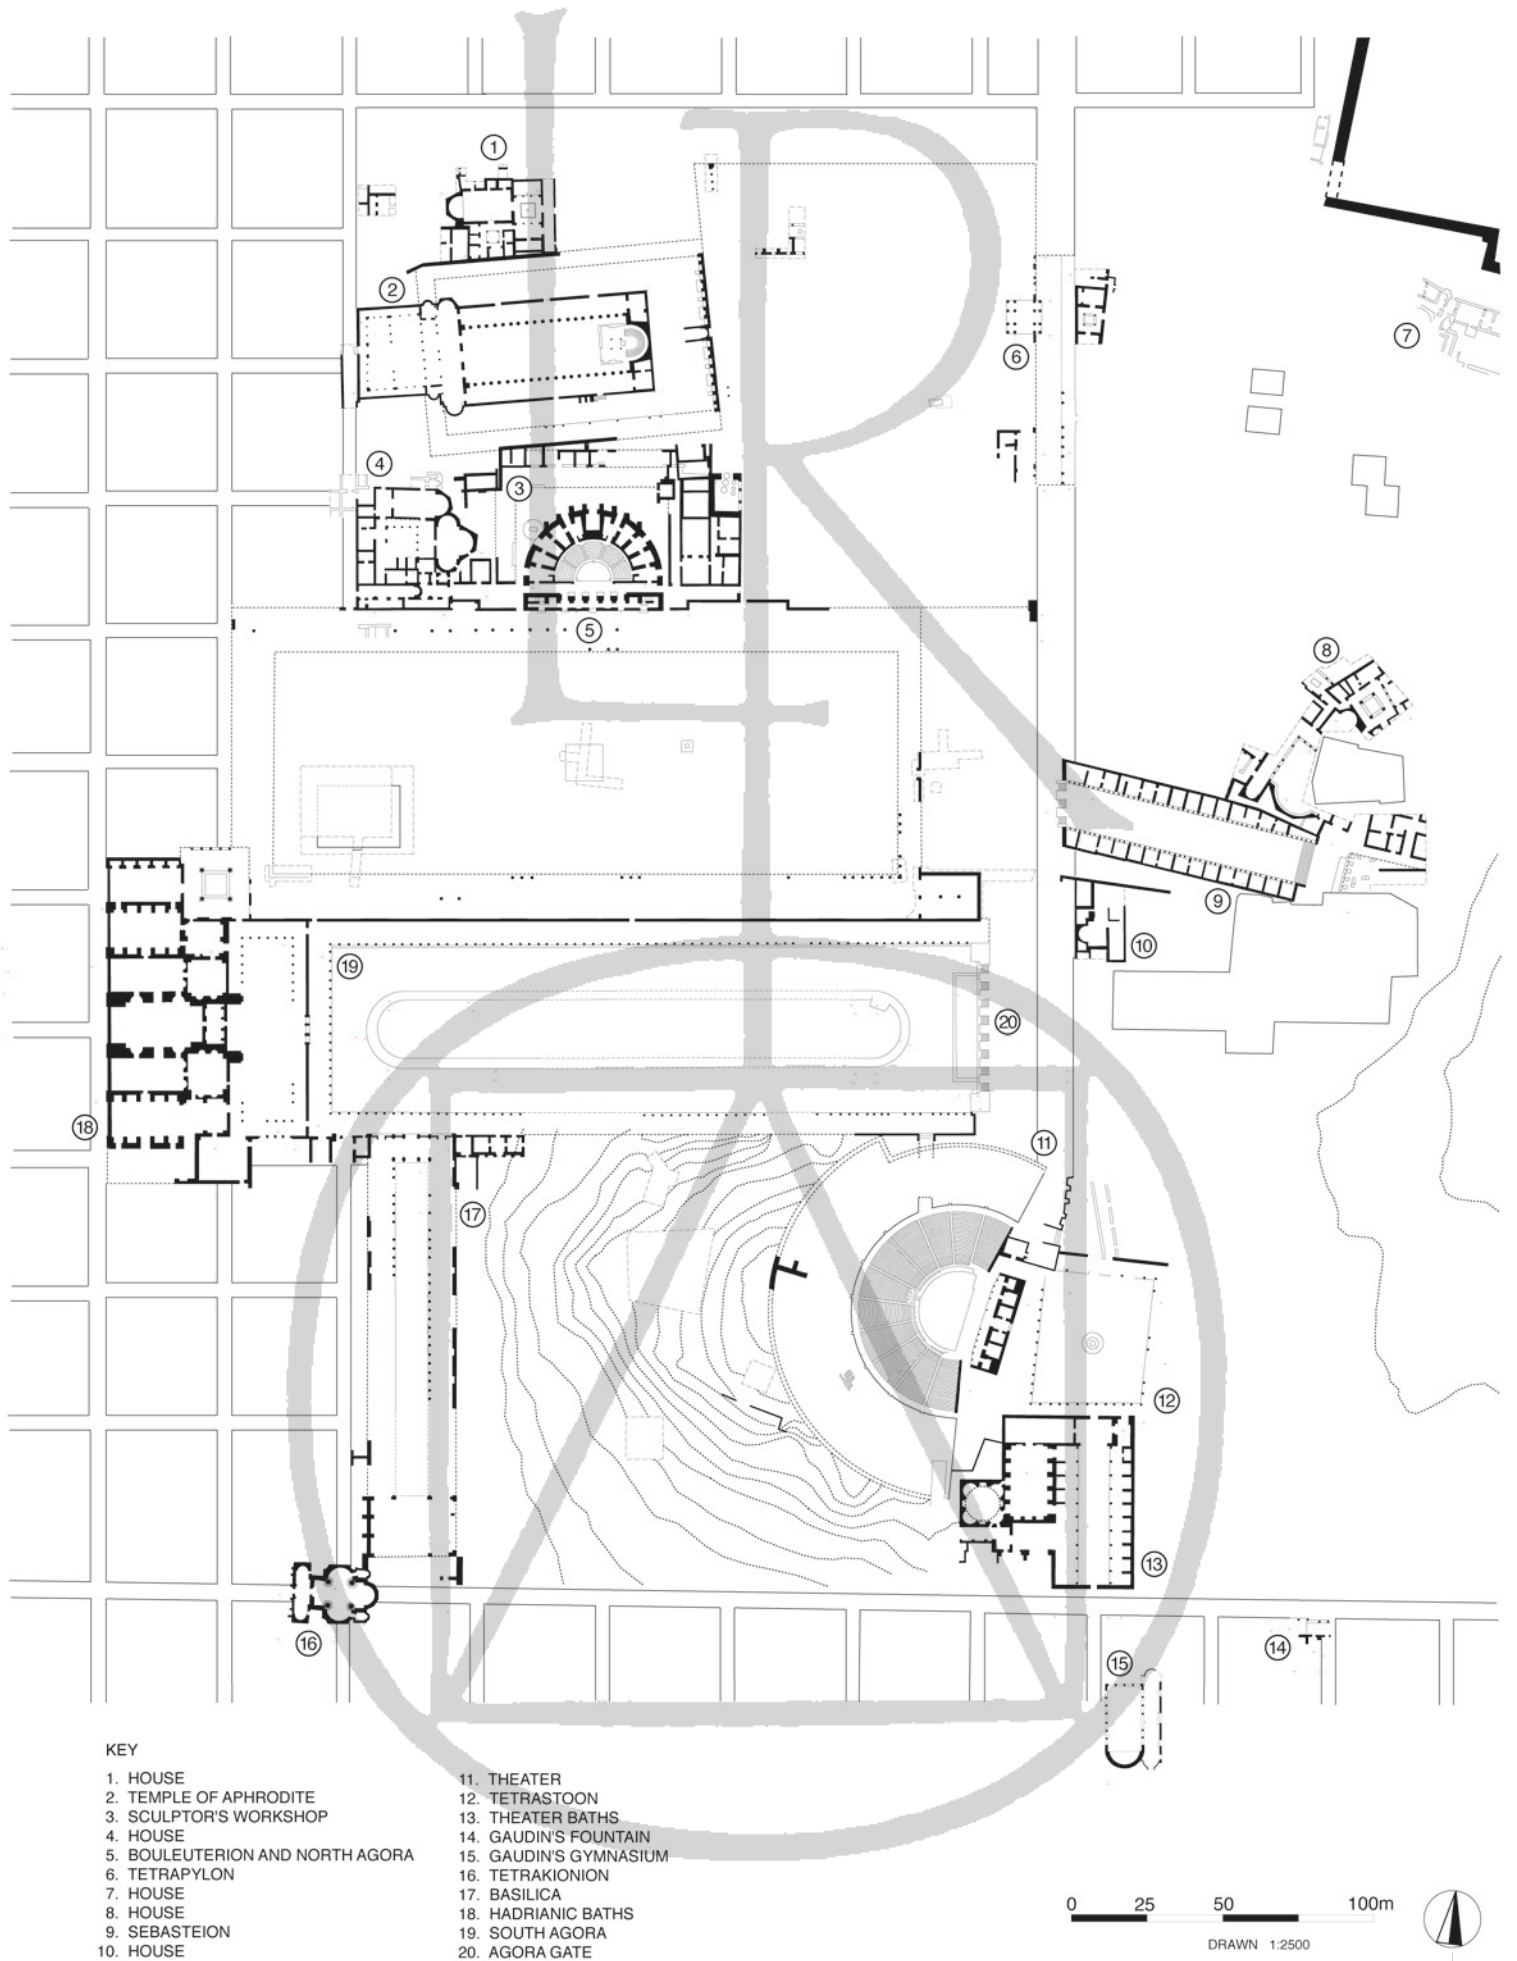 1
2
3
4
5
6
7
8
9
10
11
12
13
14
15
16
17
18
19
20
KEY
1. HOUSE
2. TEMPLE OF APHRODITE
3. SCULPTOR'S WORKSHOP
4. HOUSE
5. BOULEUTERION AND NORTH AGORA
6. TETRAPYLON
7. HOUSE
8. HOUSE
9. SEBASTEION
10. HOUSE
11. THEATER
12. TETRASTOON
13. THEATER BATHS
14. GAUDIN'S FOUNTAIN
15. GAUDIN'S GYMNASIUM
16. TETRAKIONION
17. BASILICA
18. HADRIANIC BATHS
19. SOUTH AGORA
20. AGORA GATE
0 25 50 100m
DRAWN 1:2500